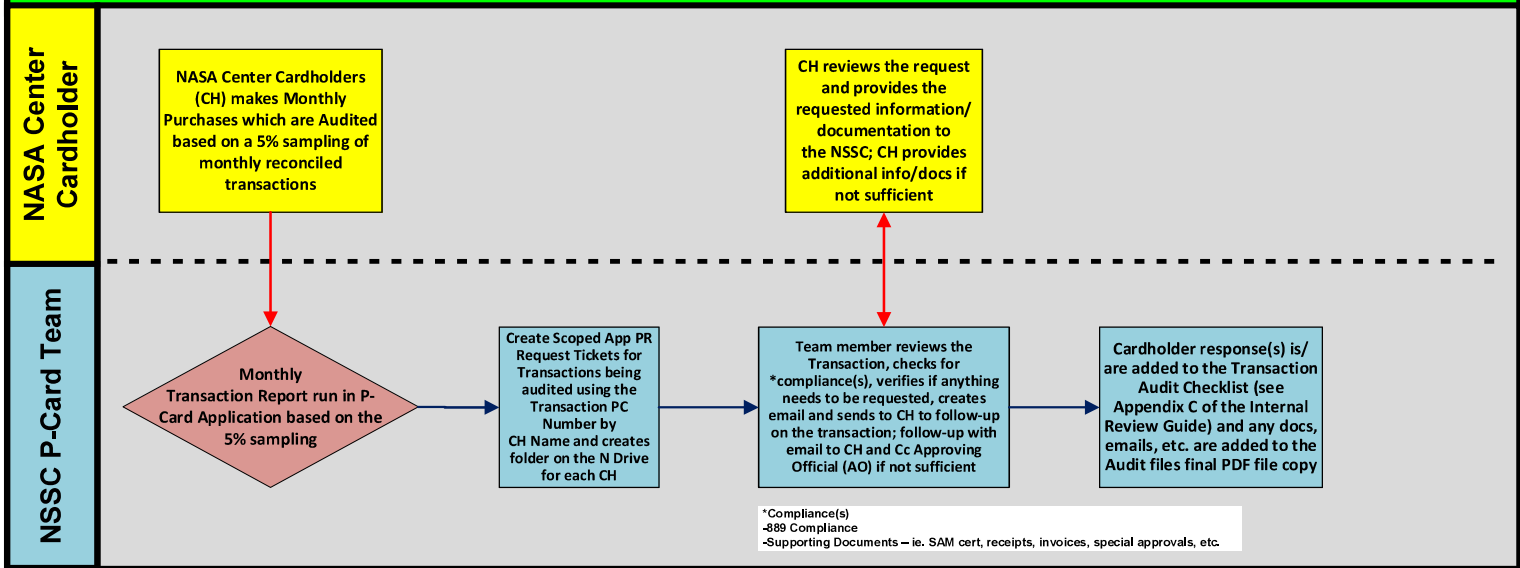 NASA Center
Cardholder
NASA Center Cardholders
(CH) makes Monthly
Purchases which are Audited
based on a 5% sampling of
monthly reconciled
transactions
CH reviews the request
and provides the
requested information/
documentation to
the NSSC; CH provides
additional info/docs if
not sufficient
NSSC P-Card Team
Monthly
Transaction Report run in P-
Card Application based on the
5% sampling
Create Scoped App PR
Request Tickets for
Transactions being
audited using the
Transaction PC
Number by
CH Name and creates
folder on the N Drive
for each CH
Team member reviews the
Transaction, checks for
*compliance(s), verifies if anything
needs to be requested, creates
email and sends to CH to follow-up
on the transaction; follow-up with
email to CH and Cc Approving
Official (AO) if not sufficient
Cardholder response(s) is/
are added to the Transaction
Audit Checklist (see
Appendix C of the Internal
Review Guide) and any docs,
emails, etc. are added to the
Audit files final PDF file copy
*Compliance(s)
-889 Compliance
-Supporting Documents – ie. SAM cert, receipts, invoices, special approvals, etc.